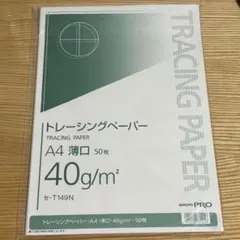 TRACING PAPER
トレーシングペーパー
TRACING PAPER
A4 薄口 50枚
40g/m²
セ-T149N
KOKUYO PRO
トレーシングペーパー・A4・薄口・40g/m²・50枚